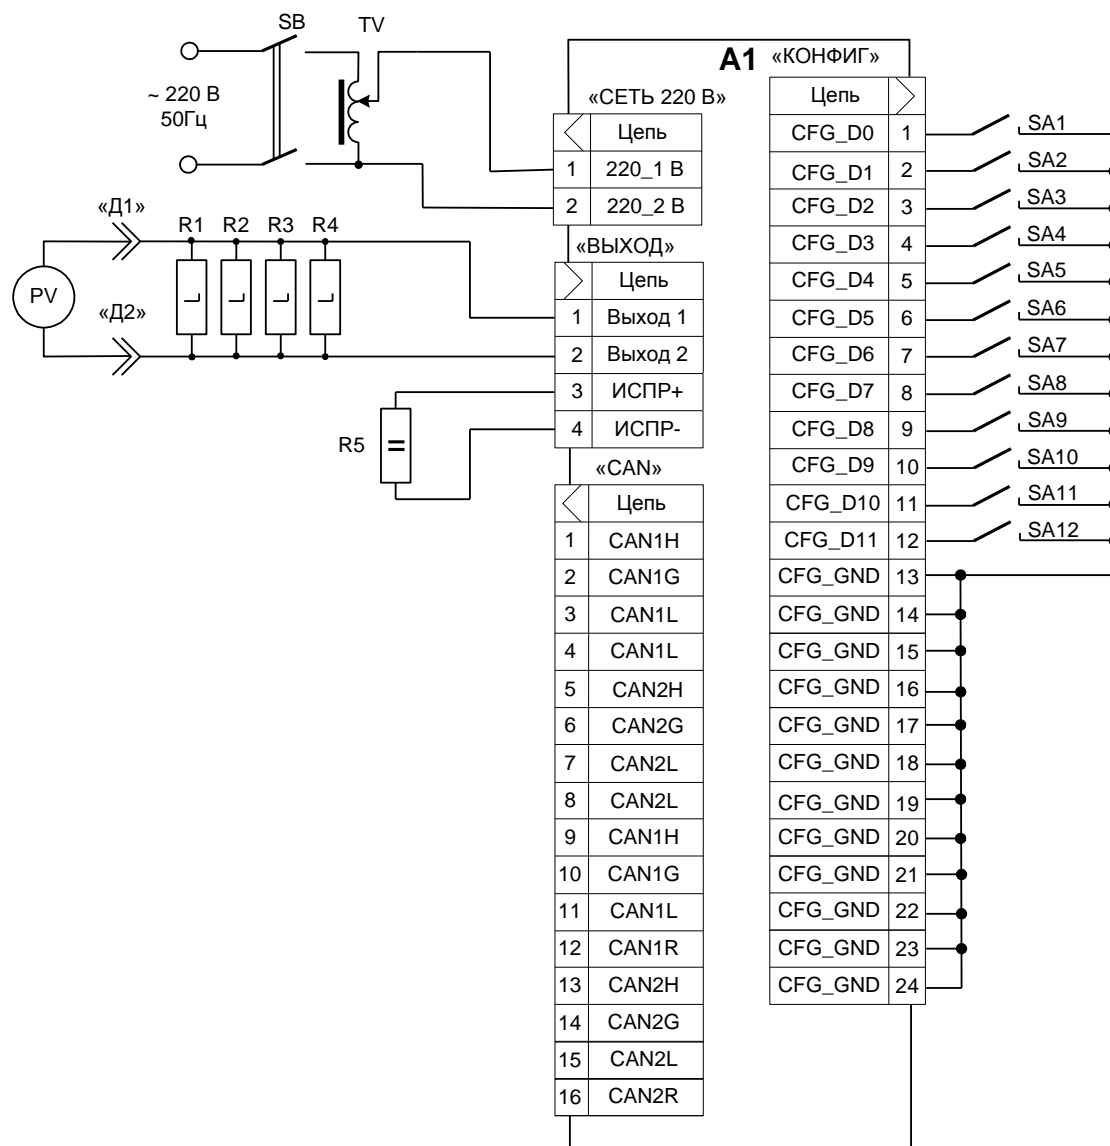 SB
TV
~ 220 В
50Гц
А1
«КОНФИГ»
«СЕТЬ 220 В»
Цепь
1 220_1 В
2 220_2 В
«Д1»
R1 R2 R3 R4
PV
«Д2»
«ВЫХОД»
Цепь
1 Выход 1
2 Выход 2
3 ИСПР+
4 ИСПР-
R5
«CAN»
Цепь
1 CAN1H
2 CAN1G
3 CAN1L
4 CAN1L
5 CAN2H
6 CAN2G
7 CAN2L
8 CAN2L
9 CAN1H
10 CAN1G
11 CAN1L
12 CAN1R
13 CAN2H
14 CAN2G
15 CAN2L
16 CAN2R
Цепь
CFG_D0 1 SA1
CFG_D1 2 SA2
CFG_D2 3 SA3
CFG_D3 4 SA4
CFG_D4 5 SA5
CFG_D5 6 SA6
CFG_D6 7 SA7
CFG_D7 8 SA8
CFG_D8 9 SA9
CFG_D9 10 SA10
CFG_D10 11 SA11
CFG_D11 12 SA12
CFG_GND 13
CFG_GND 14
CFG_GND 15
CFG_GND 16
CFG_GND 17
CFG_GND 18
CFG_GND 19
CFG_GND 20
CFG_GND 21
CFG_GND 22
CFG_GND 23
CFG_GND 24